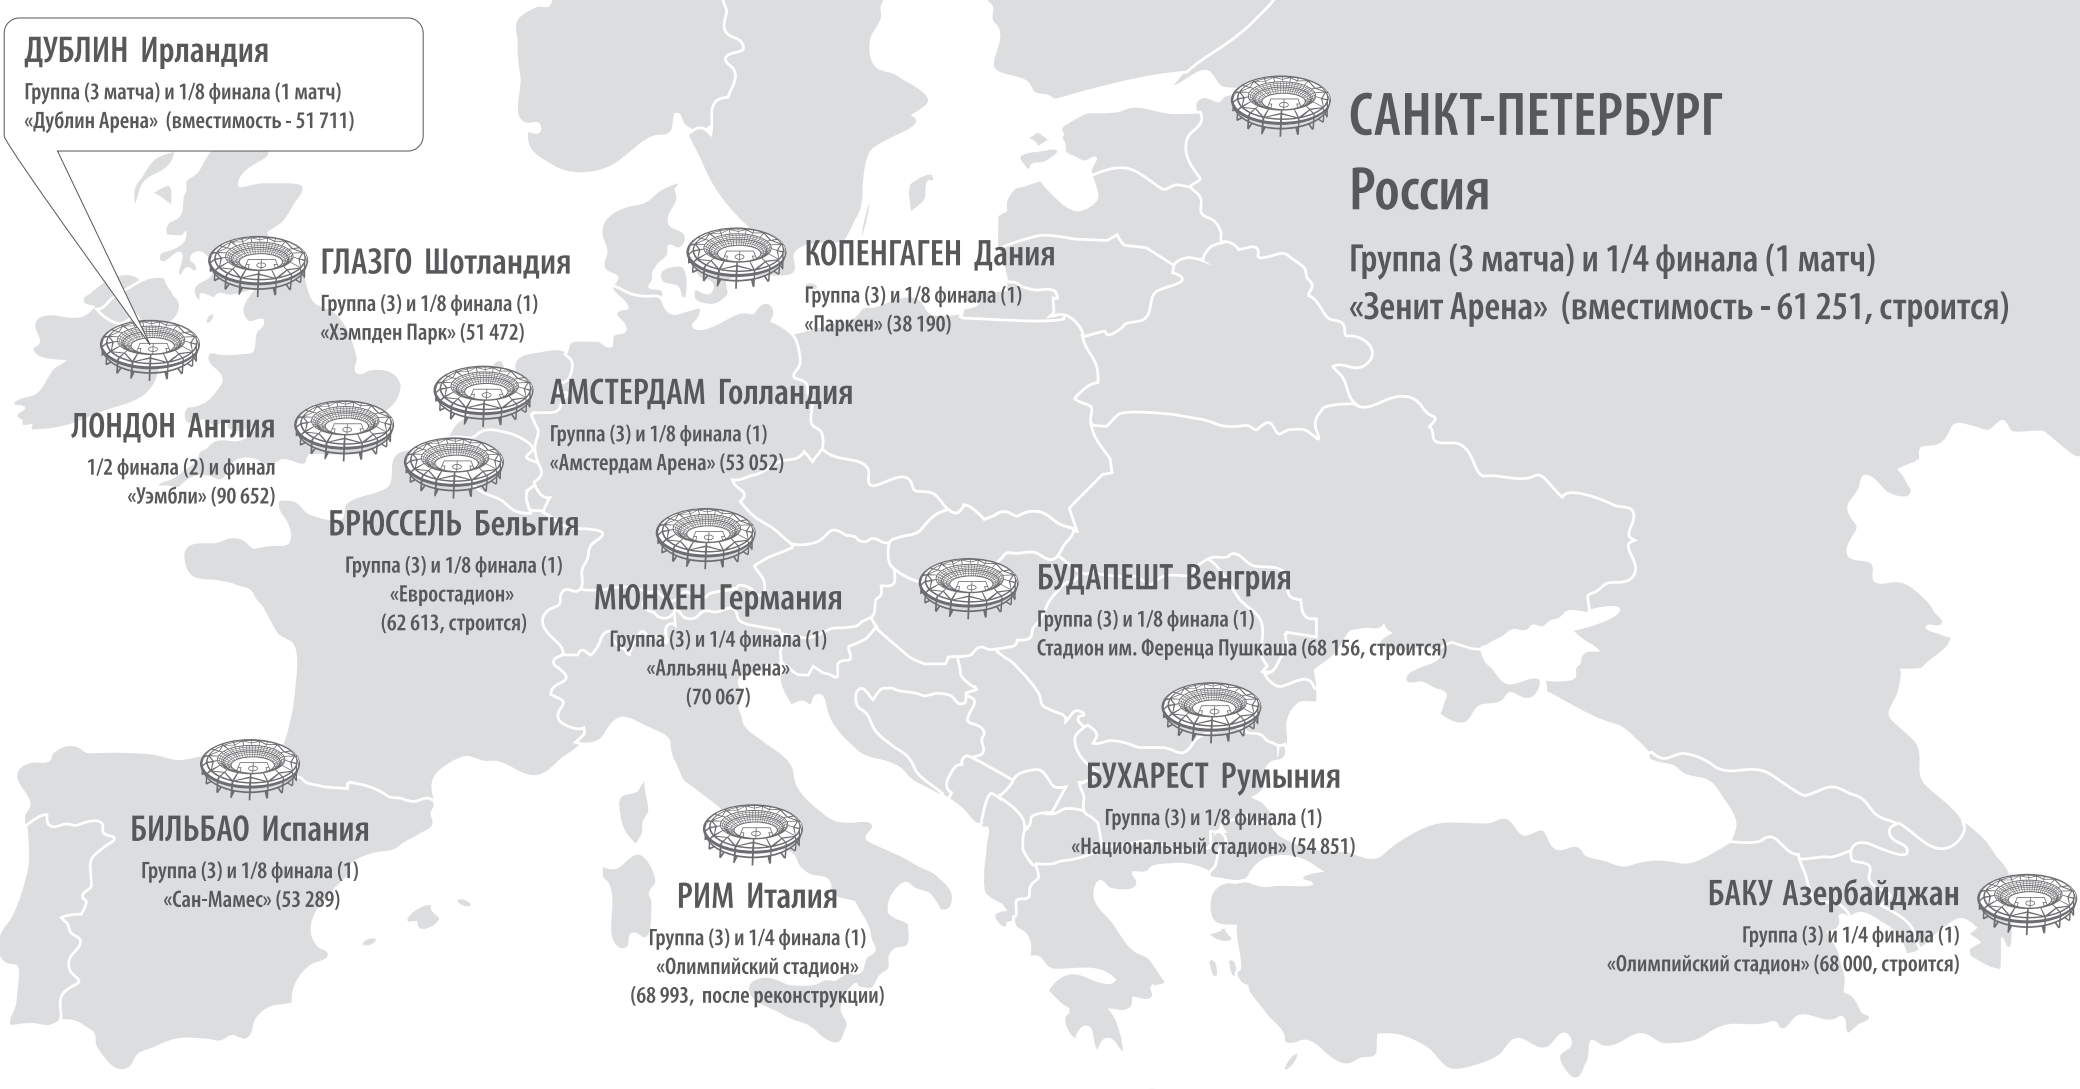 ДУБЛИН Ирландия
Группа (3 матча) и 1/8 финала (1 матч)
«Дублин Арена» (вместимость - 51 711)
САНКТ-ПЕТЕРБУРГ
Россия
Группа (3 матча) и 1/4 финала (1 матч)
«Зенит Арена» (вместимость - 61 251, строится)
ГЛАЗГО Шотландия
Группа (3) и 1/8 финала (1)
«Хэмпден Парк» (51 472)
КОПЕНГАГЕН Дания
Группа (3) и 1/8 финала (1)
«Паркен» (38 190)
АМСТЕРДАМ Голландия
Группа (3) и 1/8 финала (1)
«Амстердам Арена» (53 052)
ЛОНДОН Англия
1/2 финала (2) и финал
«Уэмбли» (90 652)
БРЮССЕЛЬ Бельгия
Группа (3) и 1/8 финала (1)
«Евростадион»
(62 613, строится)
МЮНХЕН Германия
Группа (3) и 1/4 финала (1)
«Алльянц Арена»
(70 067)
БУДАПЕШТ Венгрия
Группа (3) и 1/8 финала (1)
Стадион им. Ференца Пушкаша (68 156, строится)
БУХАРЕСТ Румыния
Группа (3) и 1/8 финала (1)
«Национальный стадион» (54 851)
БИЛЬБАО Испания
Группа (3) и 1/8 финала (1)
«Сан-Мамес» (53 289)
РИМ Италия
Группа (3) и 1/4 финала (1)
«Олимпийский стадион»
(68 993, после реконструкции)
БАКУ Азербайджан
Группа (3) и 1/4 финала (1)
«Олимпийский стадион» (68 000, строится)